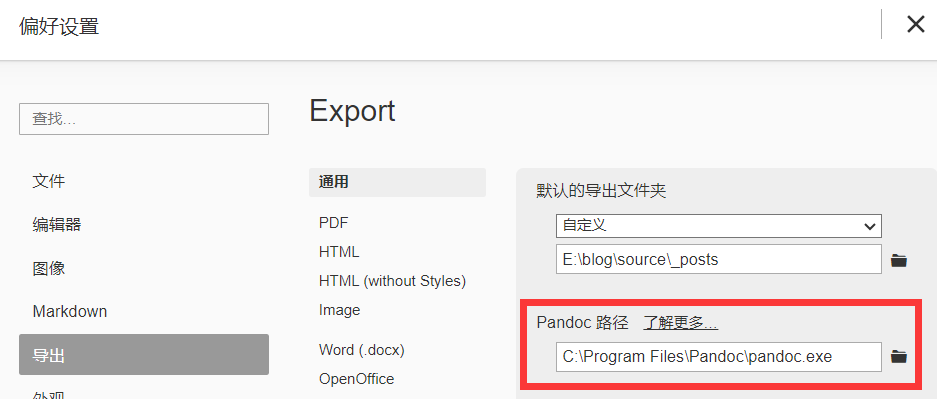 偏好设置
查找...
文件
编辑器
图像
Markdown
导出
外观
Export
通用
PDF
HTML
HTML (without Styles)
Image
Word (.docx)
OpenOffice
默认的导出文件夹
自定义
E:\blog\source\_posts
Pandoc 路径 了解更多...
C:\Program Files\Pandoc\pandoc.exe